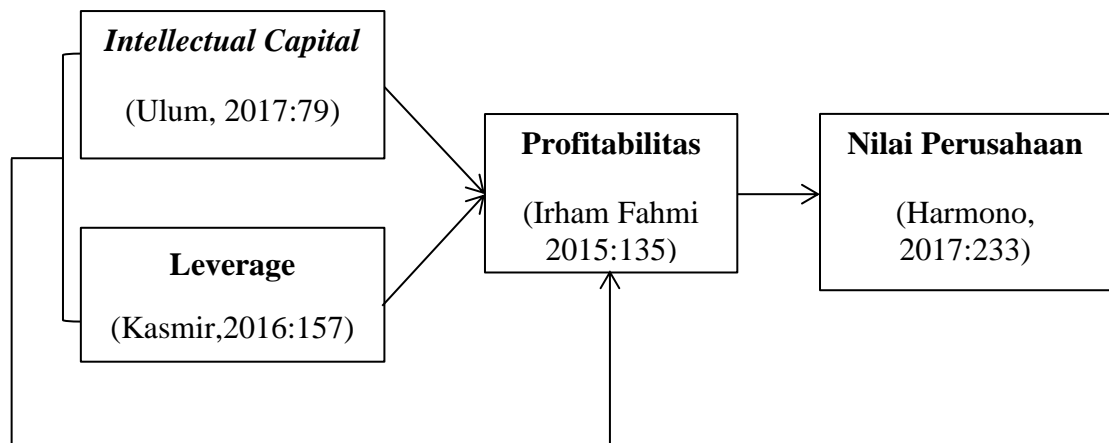 Intellectual Capital
(Ulum, 2017:79)
Leverage
(Kasmir,2016:157)
Profitabilitas
(Irham Fahmi
2015:135)
Nilai Perusahaan
(Harmono,
2017:233)